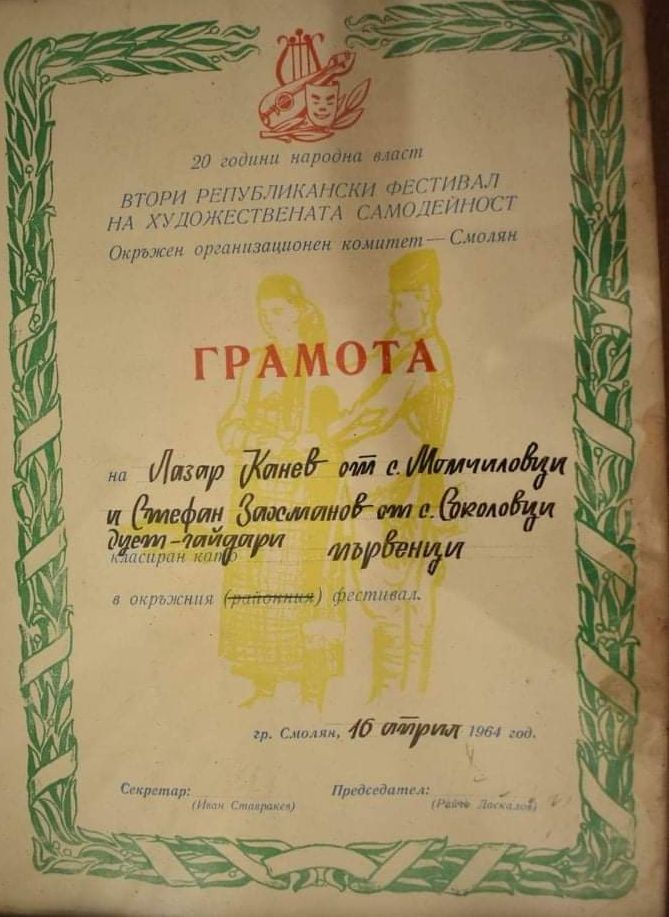 20 години народна власт
ВТОРИ РЕПУБЛИКАНСКИ ФЕСТИВАЛ
НА ХУДОЖЕСТВЕНАТА САМОДЕЙНОСТ
Окръжен организационен комитет — Смолян
ГРАМОТА
на Лазар Канев от с. Момчиловци
и Стефан Захманов от с. Соколовци
дует-гайдари
класиран като първенци
в окръжния (районния) фестивал.
гр. Смолян, 16 април 1964 год.
Секретар: Председател:
(Иван Ставракев) (Райчо Даскалов)